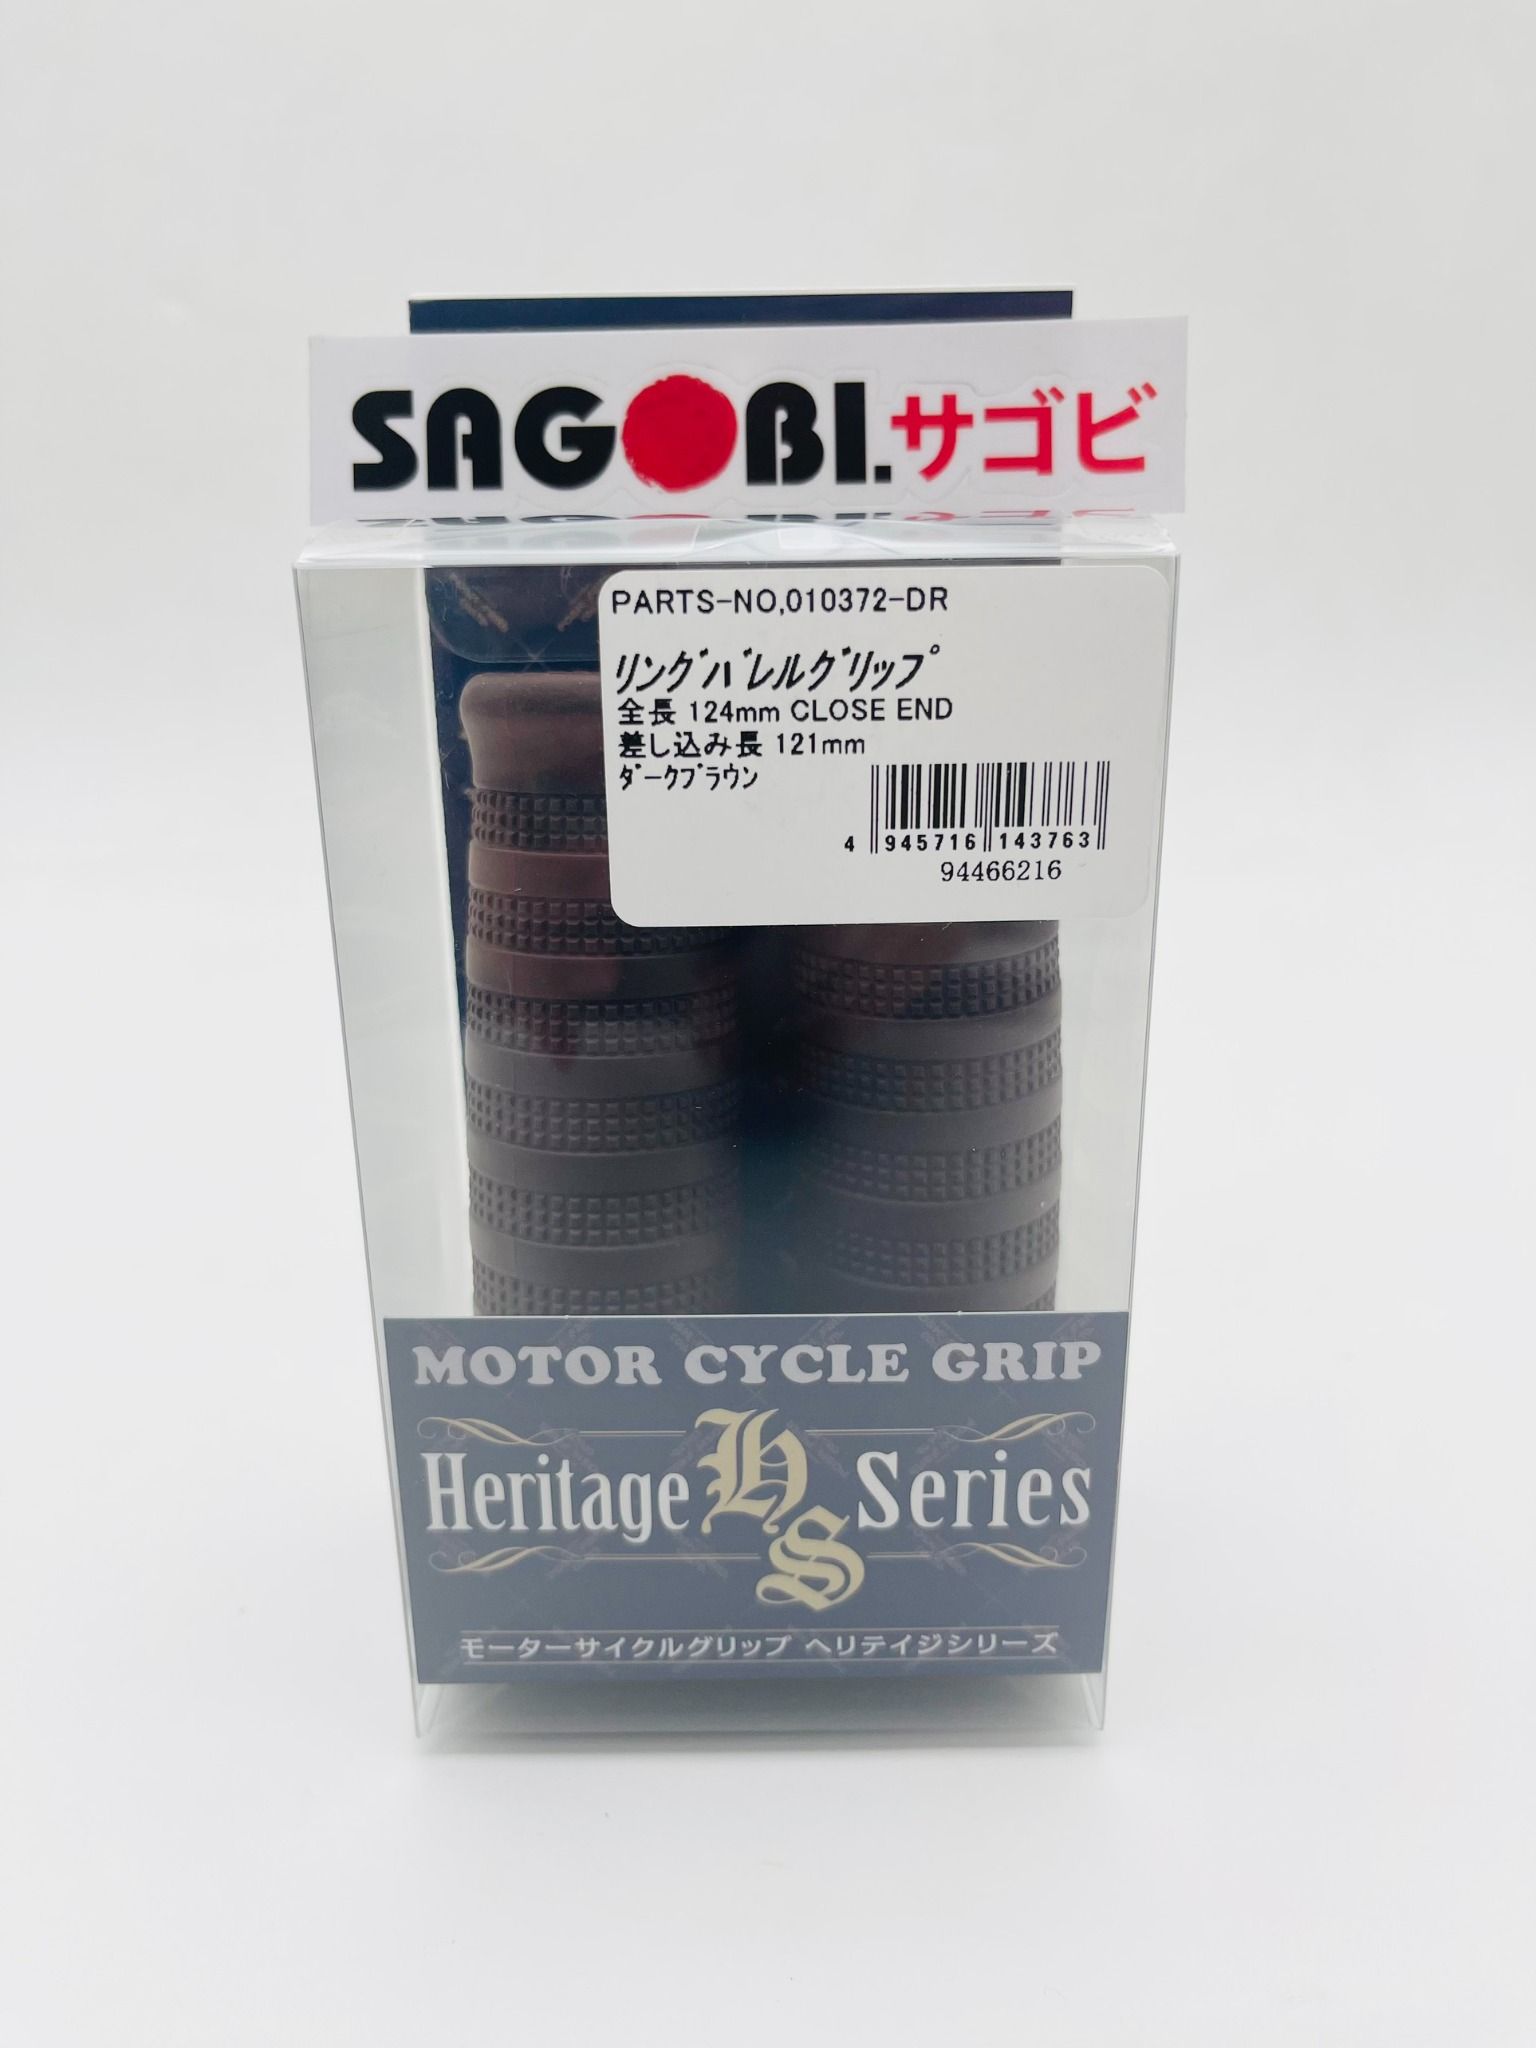 SAGOBI.サゴビ
PARTS-NO,010372-DR
リングバレルグリップ
全長 124mm CLOSE END
差し込み長 121mm
ダークブラウン
4 945716 143763
94466216
MOTOR CYCLE GRIP
Heritage HS Series
モーターサイクルグリップ ヘリテイジシリーズ